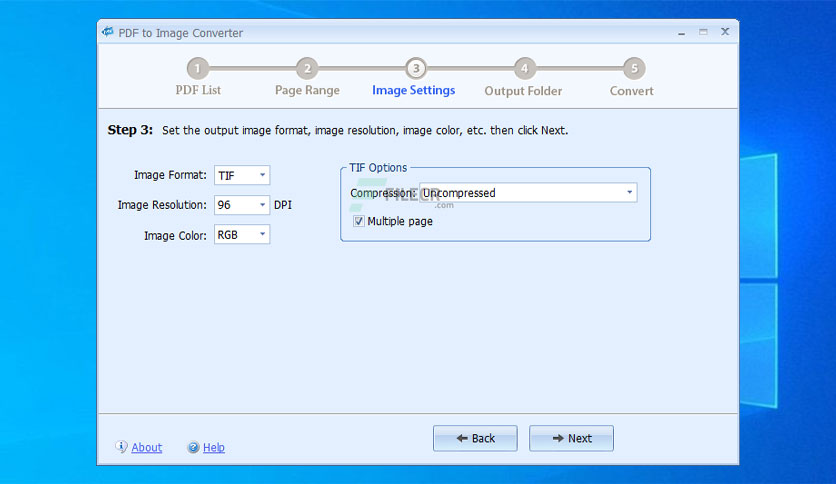 PDF to Image Converter
1 2 3 4 5
PDF List Page Range Image Settings Output Folder Convert
Step 3: Set the output image format, image resolution, image color, etc. then click Next.
Image Format: TIF
Image Resolution: 96 DPI
Image Color: RGB
TIF Options
Compression: Uncompressed
FILECR
.com
Multiple page
About Help Back Next